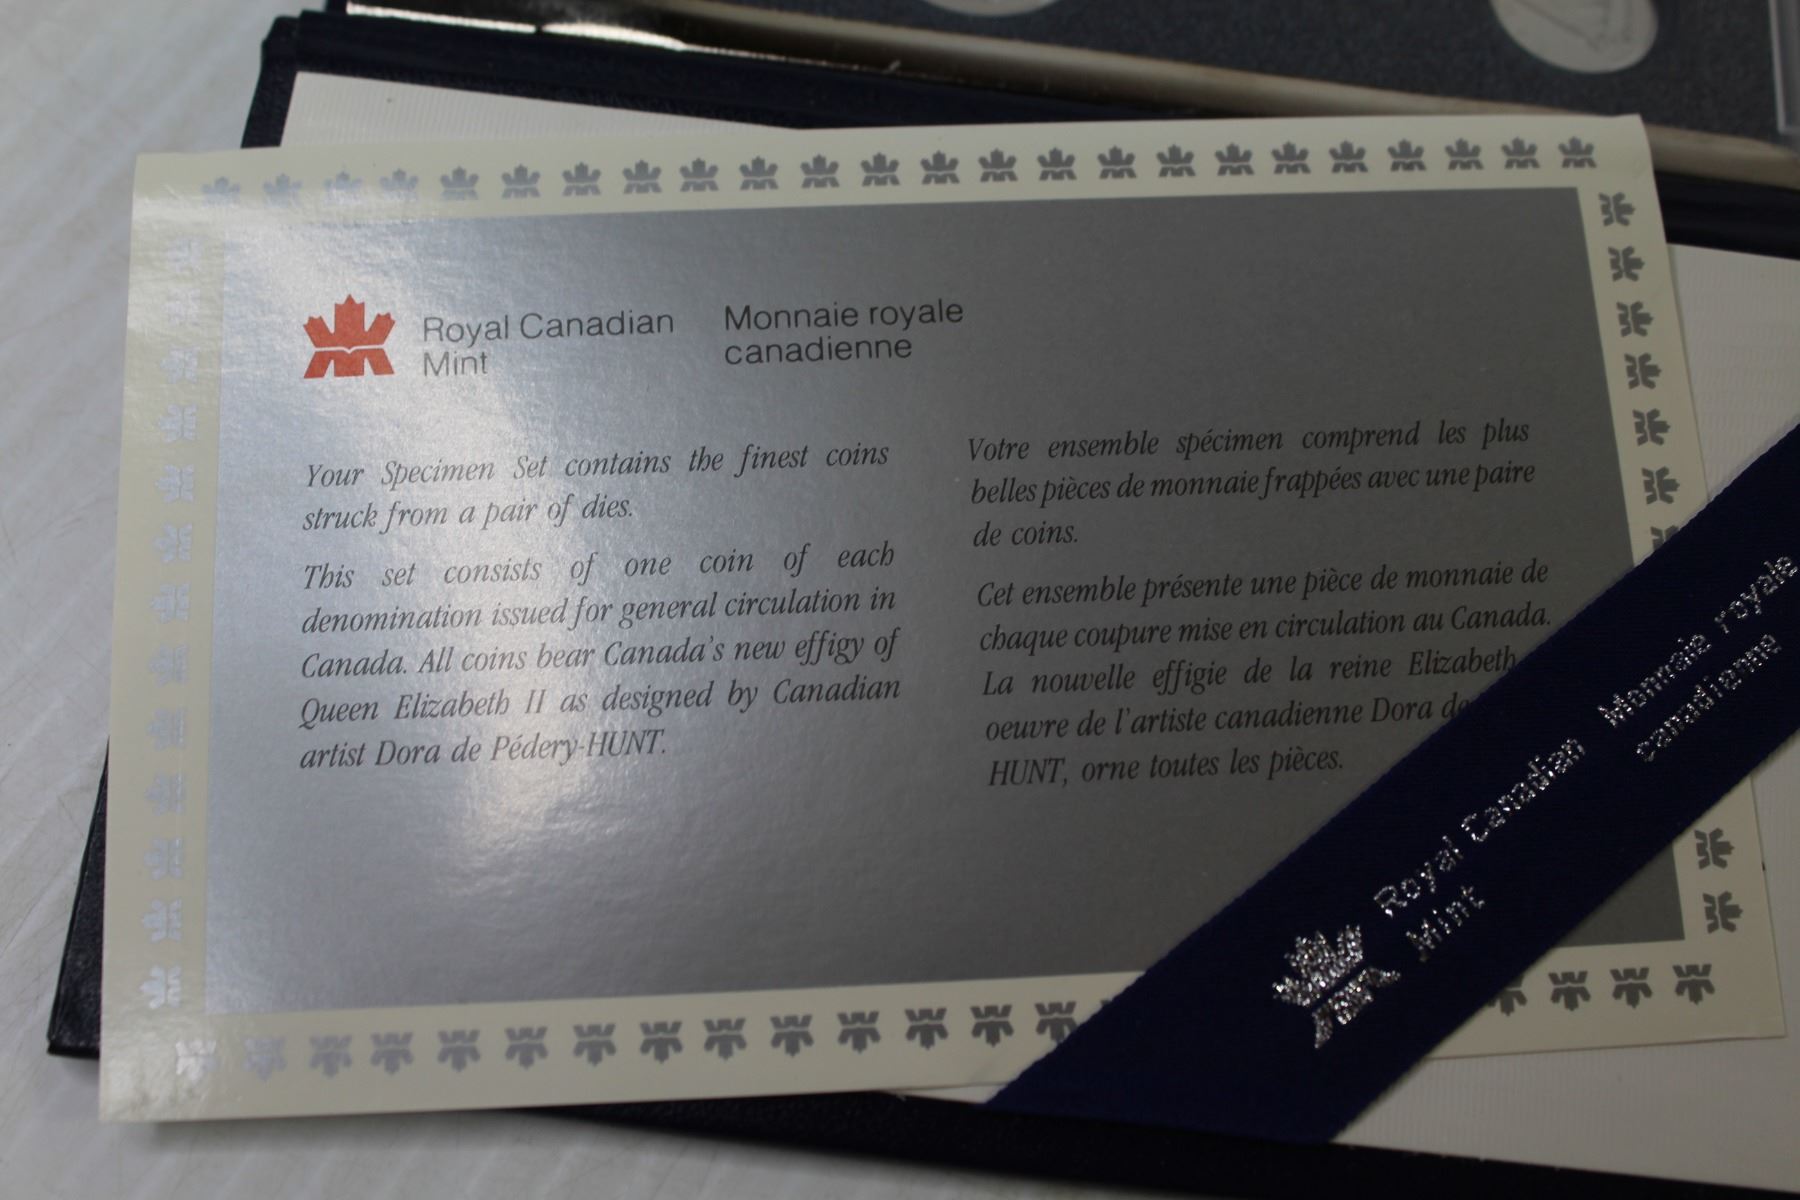 Royal Canadian
Mint
Monnaie royale
canadienne
Your Specimen Set contains the finest coins
struck from a pair of dies.
This set consists of one coin of each
denomination issued for general circulation in
Canada. All coins bear Canada's new effigy of
Queen Elizabeth II as designed by Canadian
artist Dora de Pédery-HUNT.
Votre ensemble spécimen comprend les plus
belles pièces de monnaie frappées avec une paire
de coins.
Cet ensemble présente une pièce de monnaie de
chaque coupure mise en circulation au Canada.
La nouvelle effigie de la reine Elizabeth
oeuvre de l'artiste canadienne Dora de
HUNT, orne toutes les pièces.
Royal Canadian
Mint
Monnaie royale
canadienne